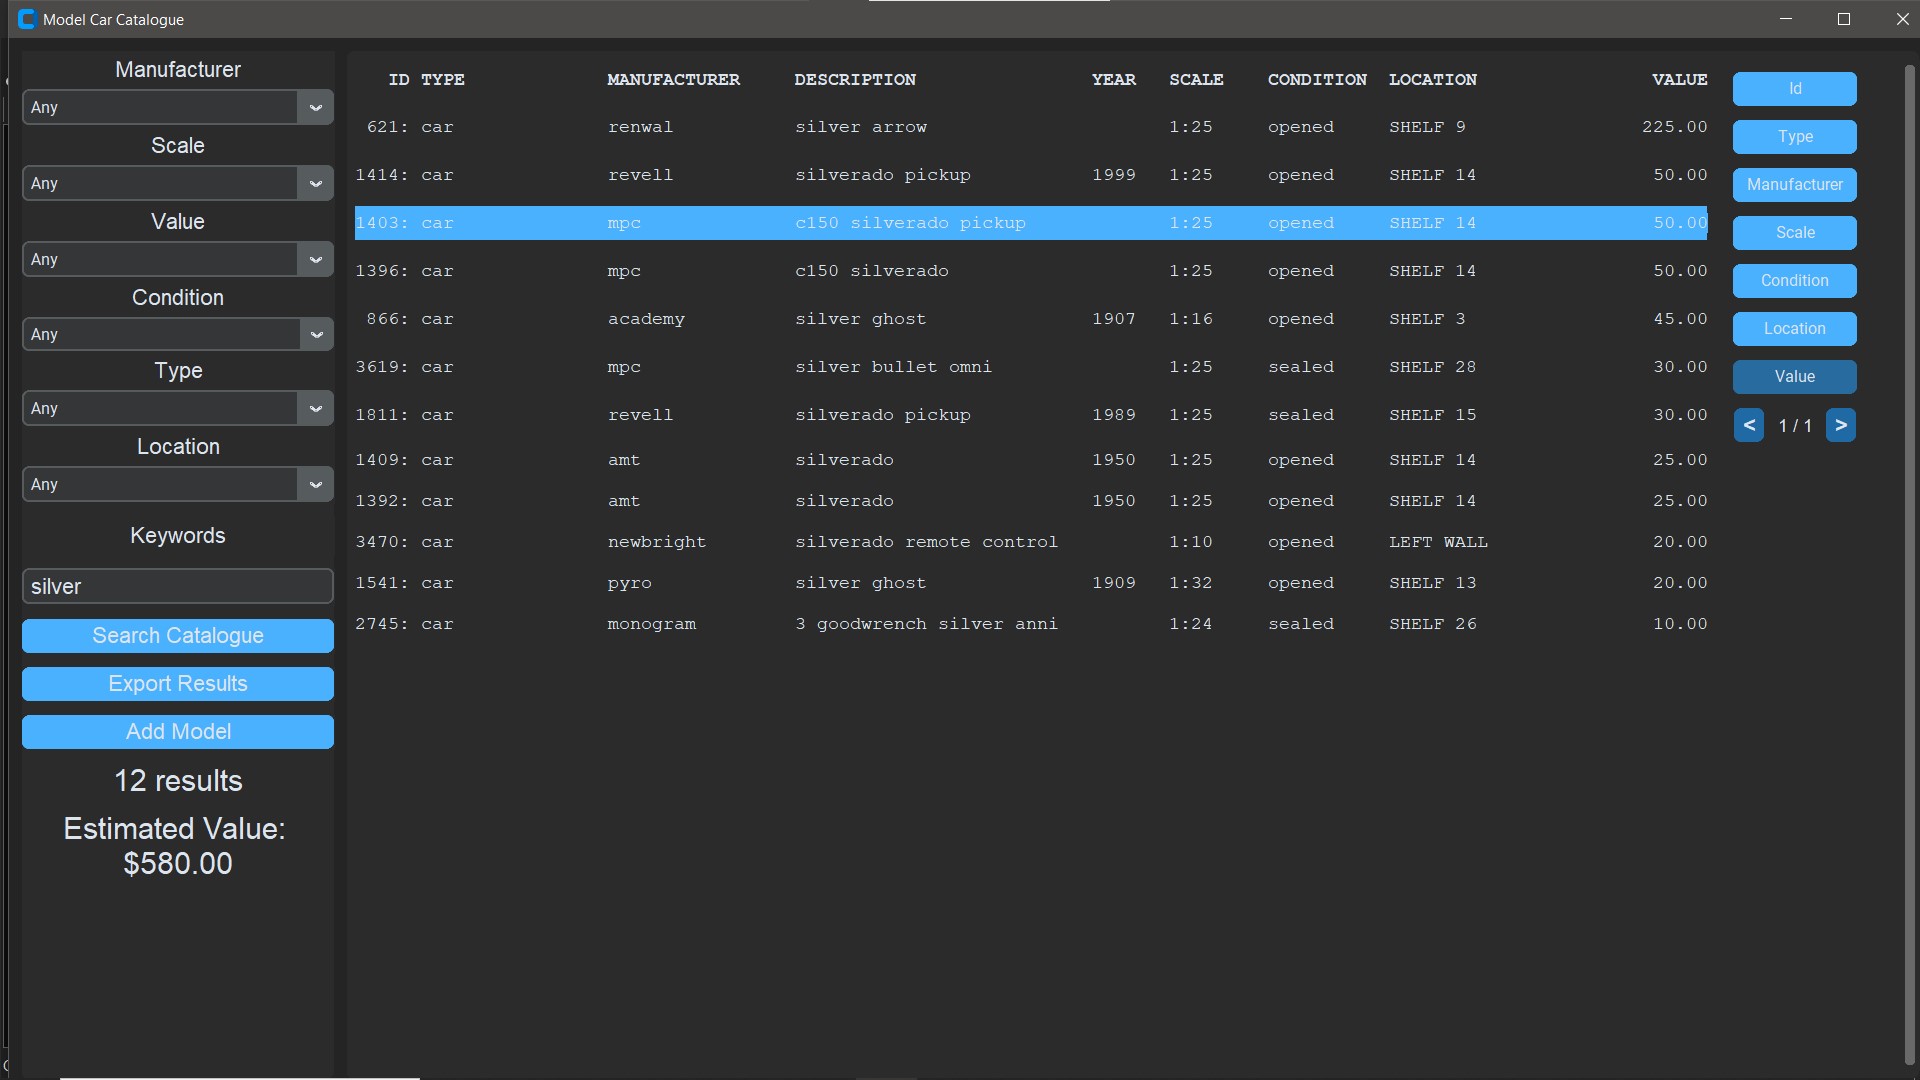 Model Car Catalogue
Manufacturer
Any
Scale
Any
Value
Any
Condition
Any
Type
Any
Location
Any
Keywords
silver
Search Catalogue
Export Results
Add Model
12 results
Estimated Value:
$580.00
ID TYPE MANUFACTURER DESCRIPTION YEAR SCALE CONDITION LOCATION VALUE
621: car renwal silver arrow 1:25 opened SHELF 9 225.00
1414: car revell silverado pickup 1999 1:25 opened SHELF 14 50.00
1403: car mpc c150 silverado pickup 1:25 opened SHELF 14 50.00
1396: car mpc c150 silverado 1:25 opened SHELF 14 50.00
866: car academy silver ghost 1907 1:16 opened SHELF 3 45.00
3619: car mpc silver bullet omni 1:25 sealed SHELF 28 30.00
1811: car revell silverado pickup 1989 1:25 sealed SHELF 15 30.00
1409: car amt silverado 1950 1:25 opened SHELF 14 25.00
1392: car amt silverado 1950 1:25 opened SHELF 14 25.00
3470: car newbright silverado remote control 1:10 opened LEFT WALL 20.00
1541: car pyro silver ghost 1909 1:32 opened SHELF 13 20.00
2745: car monogram 3 goodwrench silver anni 1:24 sealed SHELF 26 10.00
Id
Type
Manufacturer
Scale
Condition
Location
Value
< 1 / 1 >